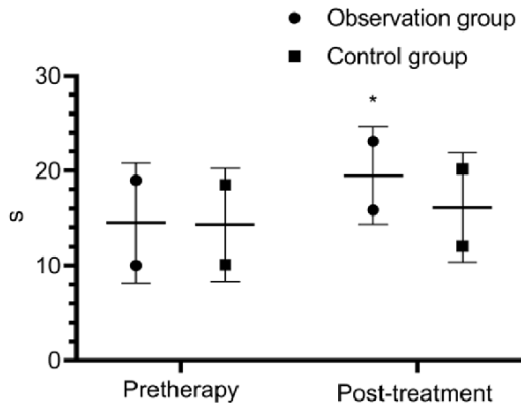 Observation group
Control group
30
*
20
s
10
0
Pretherapy
Post-treatment